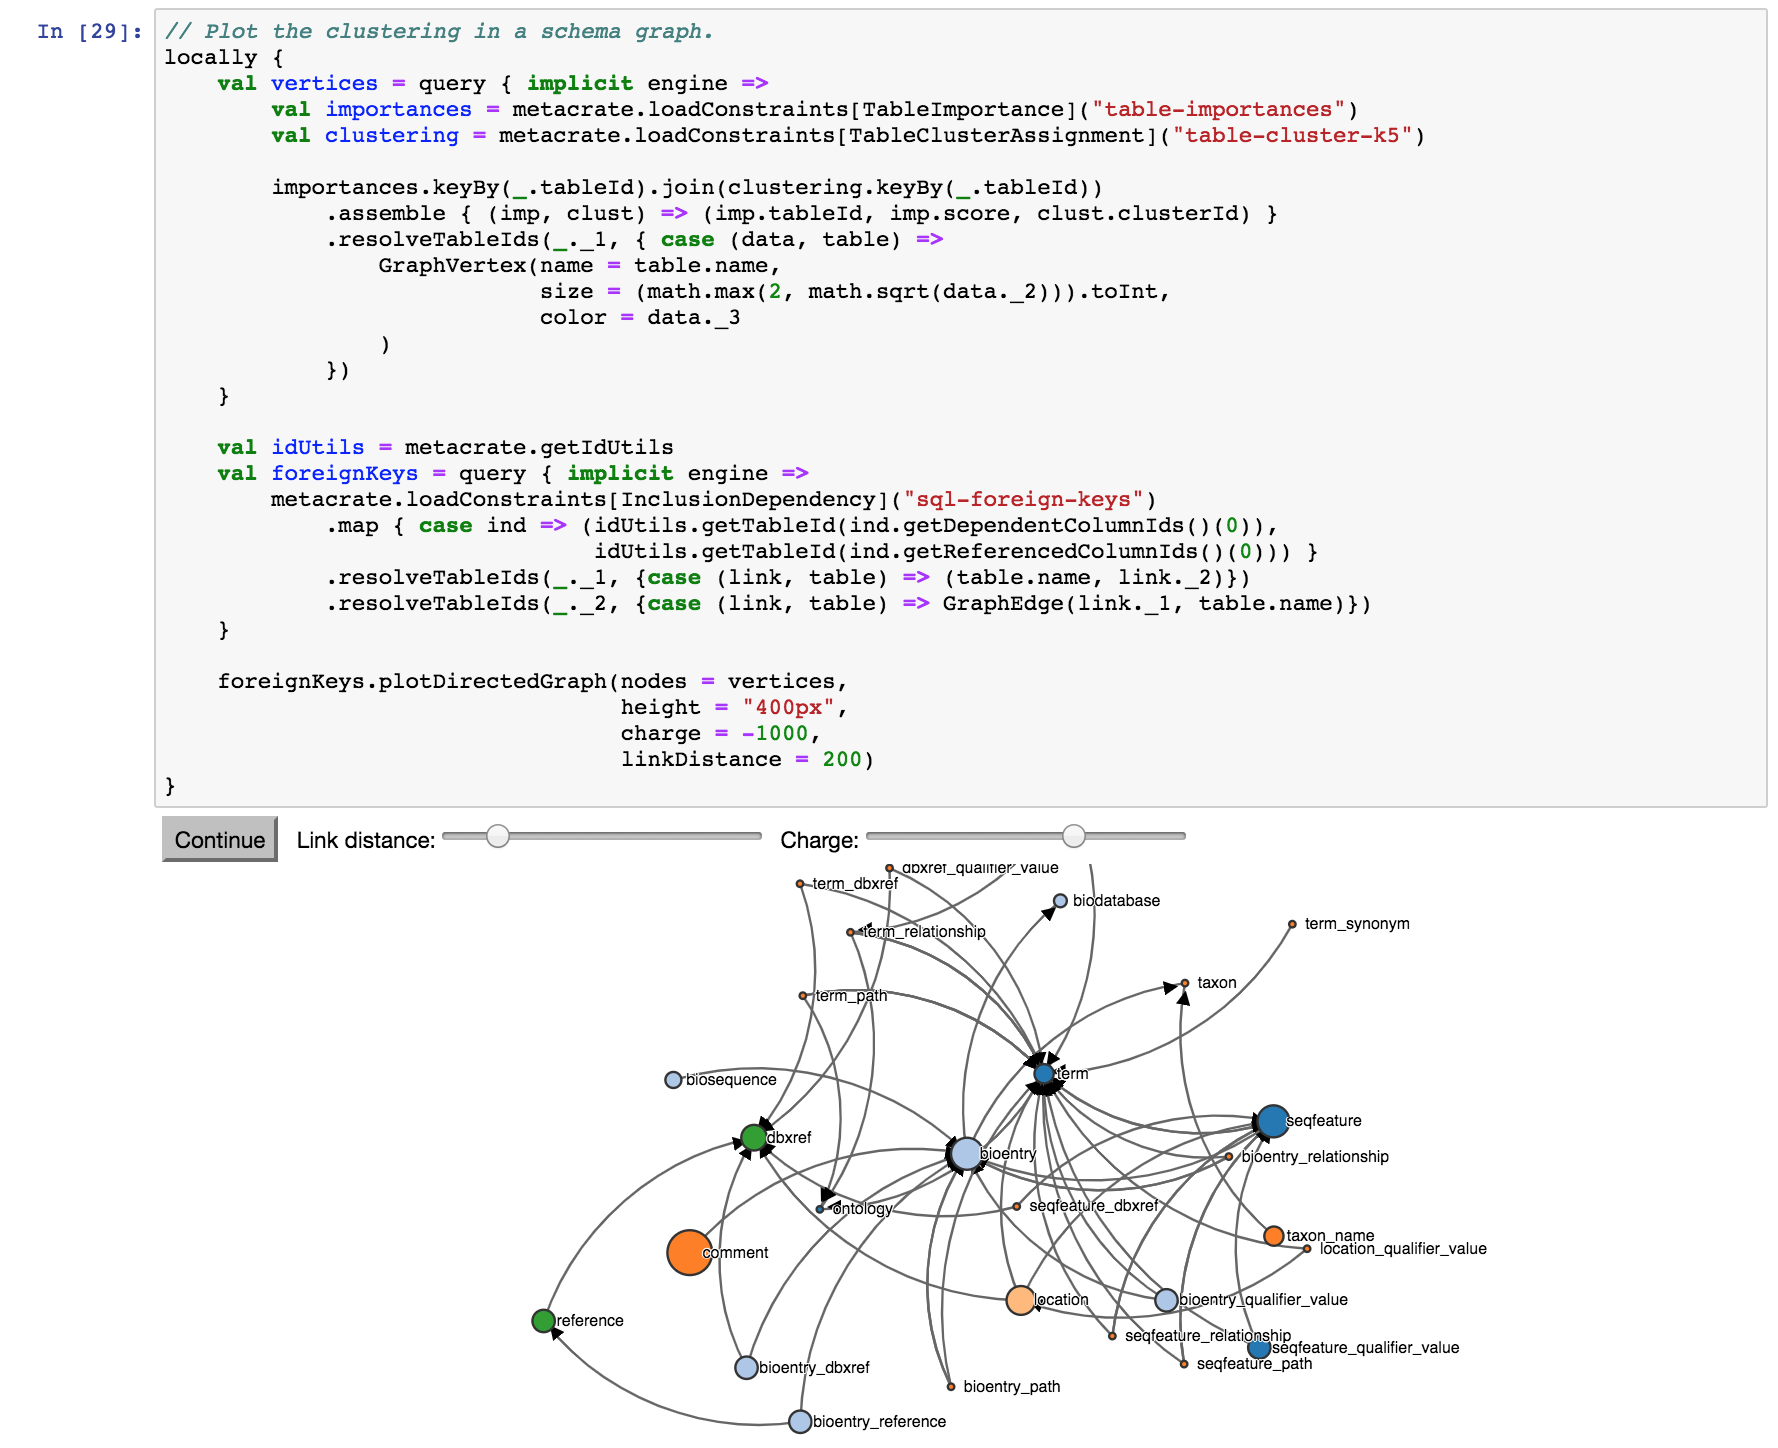 In [29]:
// Plot the clustering in a schema graph.
locally {
    val vertices = query { implicit engine =>
        val importances = metacrate.loadConstraints[TableImportance]("table-importances")
        val clustering = metacrate.loadConstraints[TableClusterAssignment]("table-cluster-k5")

        importances.keyBy(_.tableId).join(clustering.keyBy(_.tableId))
            .assemble { (imp, clust) => (imp.tableId, imp.score, clust.clusterId) }
            .resolveTableIds(_._1, { case (data, table) =>
                GraphVertex(name = table.name,
                            size = (math.max(2, math.sqrt(data._2))).toInt,
                            color = data._3
                )
            })
    }

    val idUtils = metacrate.getIdUtils
    val foreignKeys = query { implicit engine =>
        metacrate.loadConstraints[InclusionDependency]("sql-foreign-keys")
            .map { case ind => (idUtils.getTableId(ind.getDependentColumnIds()(0)),
                                idUtils.getTableId(ind.getReferencedColumnIds()(0))) }
            .resolveTableIds(_._1, {case (link, table) => (table.name, link._2)})
            .resolveTableIds(_._2, {case (link, table) => GraphEdge(link._1, table.name)})
    }

    foreignKeys.plotDirectedGraph(nodes = vertices,
                                  height = "400px",
                                  charge = -1000,
                                  linkDistance = 200)
}
Continue Link distance: Charge:
dbxref_qualifier_value
term_dbxref
biodatabase
term_synonym
term_relationship
taxon
term_path
term
biosequence
seqfeature
dbxref
bioentry
bioentry_relationship
seqfeature_dbxref
ontology
taxon_name
location_qualifier_value
comment
location
bioentry_qualifier_value
reference
seqfeature_relationship
seqfeature_qualifier_value
seqfeature_path
bioentry_dbxref
bioentry_path
bioentry_reference